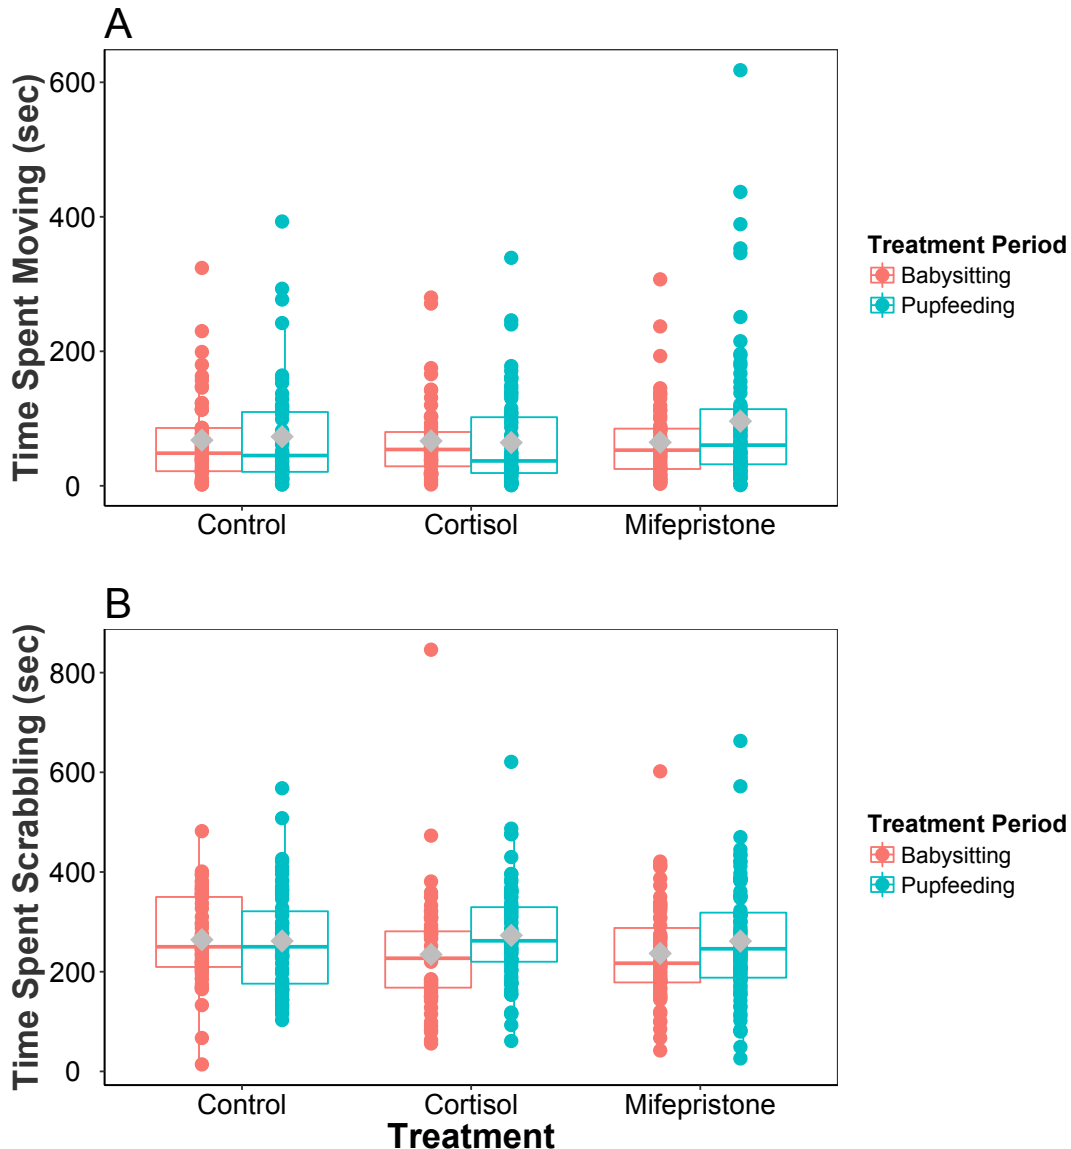 A
Time Spent Moving (sec)
600
400
200
0
Control Cortisol Mifepristone
Treatment Period
Babysitting
Pupfeeding
B
Time Spent Scrabbling (sec)
800
600
400
200
0
Control Cortisol Mifepristone
Treatment
Treatment Period
Babysitting
Pupfeeding